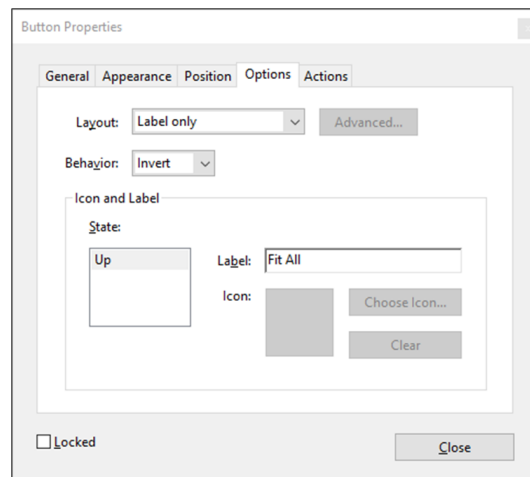 Button Properties
General Appearance Position Options Actions
Layout: Label only Advanced...
Behavior: Invert
Icon and Label
State:
Up Label: Fit All
Icon: Choose Icon...
Clear
Locked Close